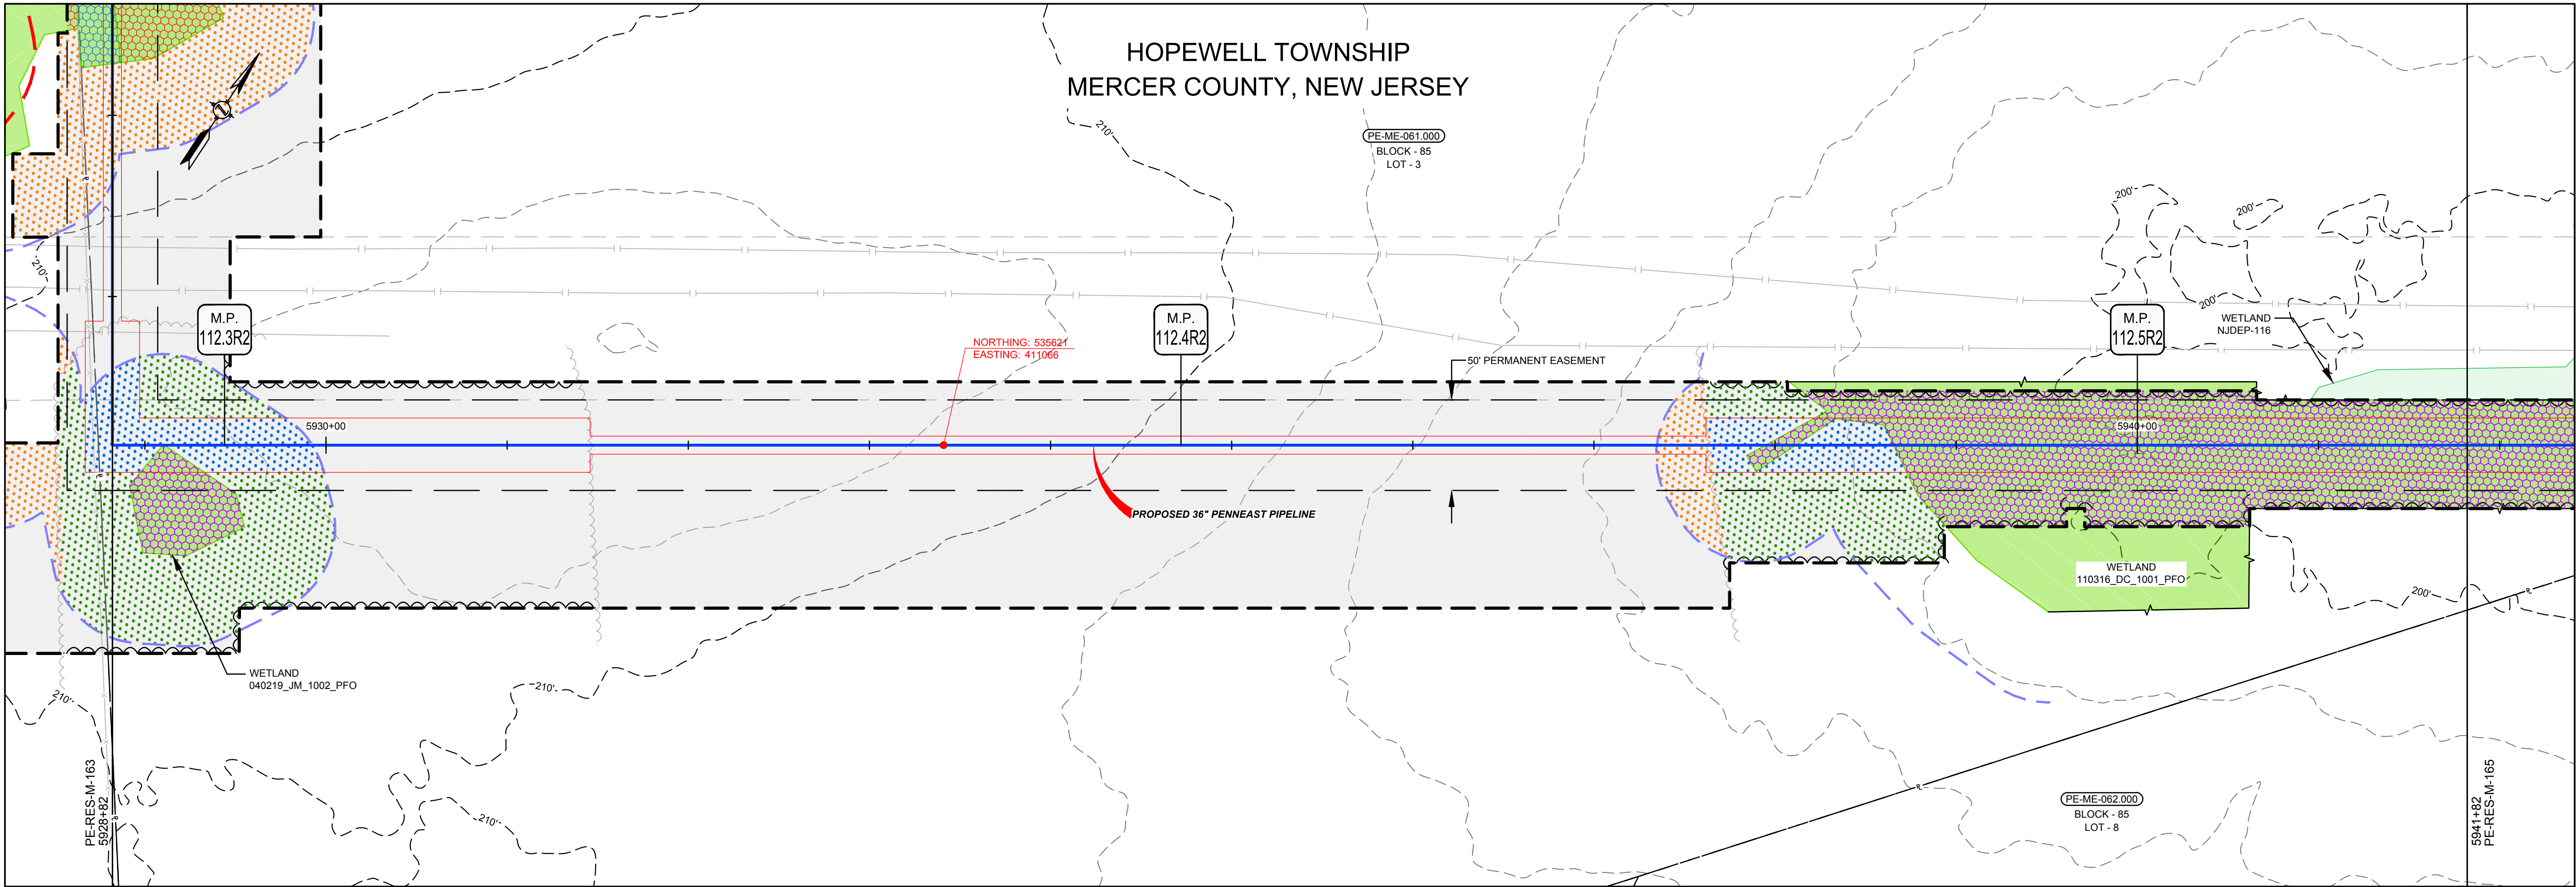 HOPEWELL TOWNSHIP
MERCER COUNTY, NEW JERSEY
210'
PE-ME-061.000
BLOCK - 85
LOT - 3
200'
200'
200'
210'
M.P.
112.3R2
M.P.
112.4R2
M.P.
112.5R2
WETLAND
NJDEP-116
NORTHING: 535621
EASTING: 411066
50' PERMANENT EASEMENT
5930+00
5940+00
PROPOSED 36" PENNEAST PIPELINE
WETLAND
110316_DC_1001_PFO
200'
WETLAND
040219_JM_1002_PFO
210'
210'
210'
PE-RES-M-163
5928+82
PE-ME-062.000
BLOCK - 85
LOT - 8
5941+82
PE-RES-M-165